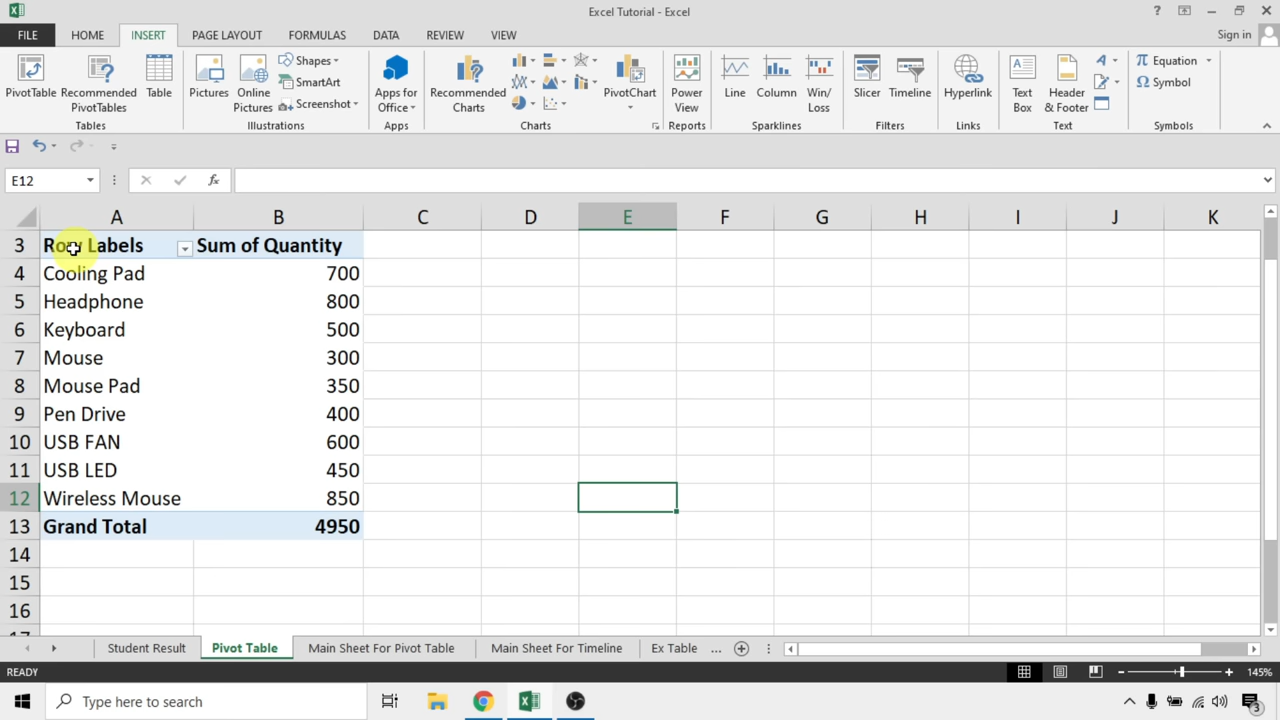 Excel Tutorial - Excel
?
FILE HOME INSERT PAGE LAYOUT FORMULAS DATA REVIEW VIEW Sign in
PivotTable
Recommended
PivotTables
Table
Tables
Pictures
Online
Pictures
Shapes
SmartArt
Screenshot
Illustrations
Apps for
Office
Apps
Recommended
Charts
PivotChart
Charts
Power
View
Reports
Line
Column
Win/
Loss
Sparklines
Slicer
Timeline
Filters
Hyperlink
Links
Text
Box
Header
& Footer
Text
Equation
Symbol
Symbols
E12
A B C D E F G H I J K
3 Row Labels Sum of Quantity
4 Cooling Pad 700
5 Headphone 800
6 Keyboard 500
7 Mouse 300
8 Mouse Pad 350
9 Pen Drive 400
10 USB FAN 600
11 USB LED 450
12 Wireless Mouse 850
13 Grand Total 4950
14
15
16
17
Student Result Pivot Table Main Sheet For Pivot Table Main Sheet For Timeline Ex Table ...
READY 145%
Type here to search 3